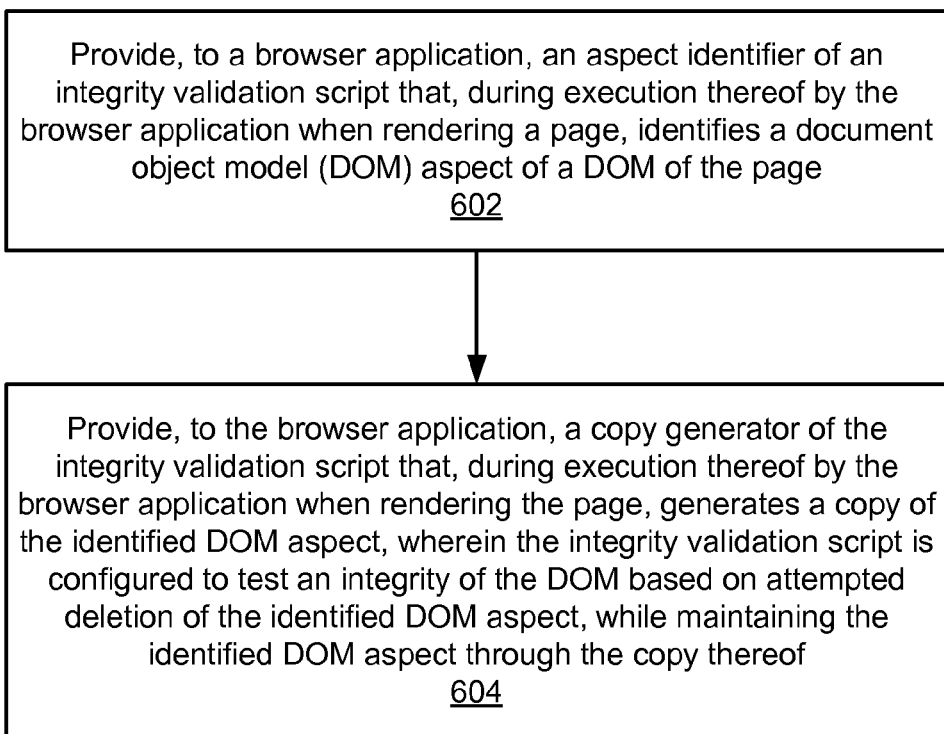 Provide, to a browser application, an aspect identifier of an
integrity validation script that, during execution thereof by the
browser application when rendering a page, identifies a document
object model (DOM) aspect of a DOM of the page
602
Provide, to the browser application, a copy generator of the
integrity validation script that, during execution thereof by the
browser application when rendering the page, generates a copy of
the identified DOM aspect, wherein the integrity validation script is
configured to test an integrity of the DOM based on attempted
deletion of the identified DOM aspect, while maintaining the
identified DOM aspect through the copy thereof
604